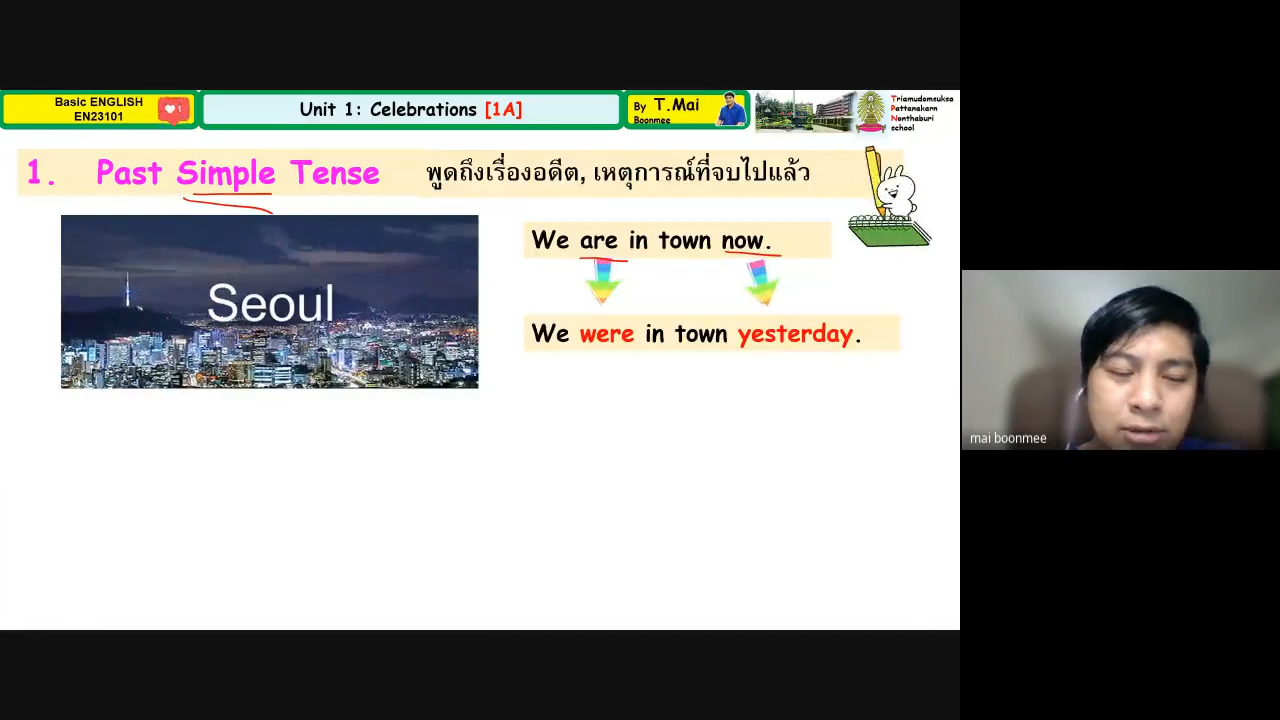 Basic ENGLISH
EN23101
Unit 1: Celebrations [1A]
By T.Mai
Boonmee
Triamudomsuksa
Pattanakarn
Nonthaburi
school
1. Past Simple Tense พูดถึงเรื่องอดีต, เหตุการณ์ที่จบไปแล้ว
Seoul
We are in town now.
We were in town yesterday.
mai boonmee